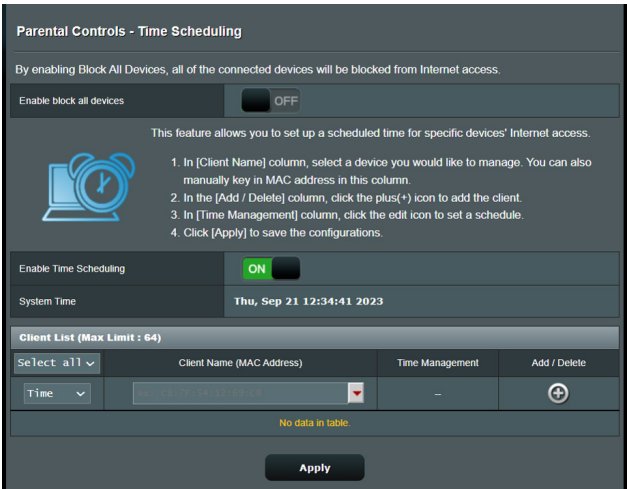 Parental Controls - Time Scheduling
By enabling Block All Devices, all of the connected devices will be blocked from Internet access.
Enable block all devices
OFF
This feature allows you to set up a scheduled time for specific devices' Internet access.
1. In [Client Name] column, select a device you would like to manage. You can also
manually key in MAC address in this
column.
2. In the [Add / Delete] column, click the plus(+) icon to add the client.
3. In [Time Management] column, click the edit icon to set a schedule.
4. Click [Apply] to save the configurations.
Enable Time Scheduling
ON
System Time
Thu, Sep 21 12:34:41 2023
Client List (Max Limit : 64)
Select all
Client Name (MAC Address)
Time Management
Add / Delete
Time
--
No data in table.
Apply